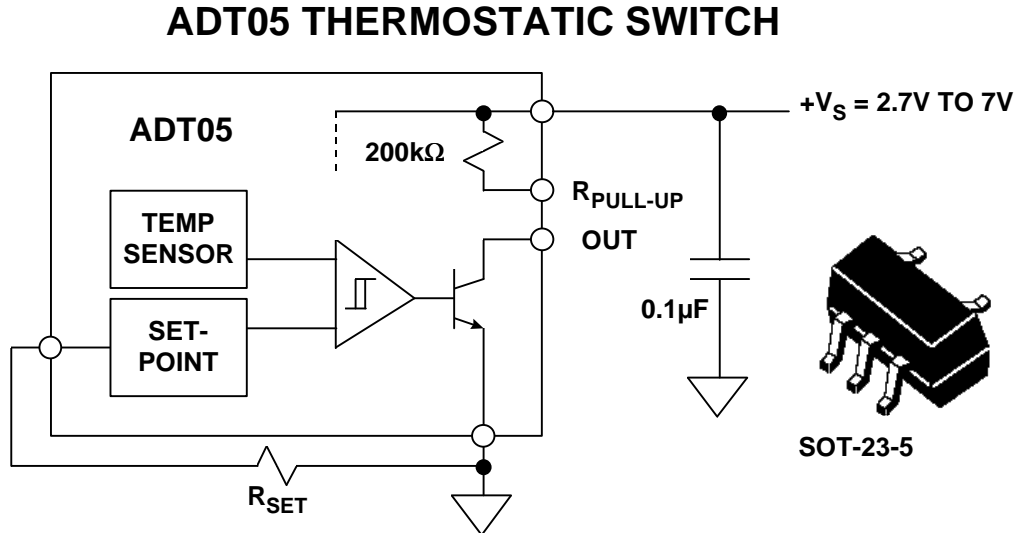 ADT05 THERMOSTATIC SWITCH
+VS = 2.7V TO 7V
ADT05
200kΩ
RPULL-UP
TEMP
SENSOR
OUT
SET-
POINT
0.1µF
RSET
SOT-23-5